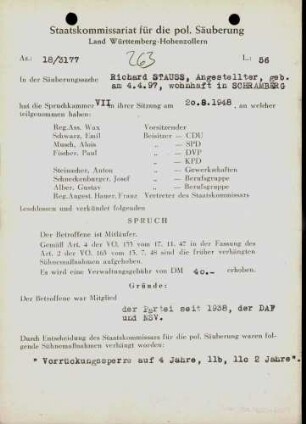 Staatskommissariat für die pol. Säuberung
Land Württemberg-Hohenzollern
Az.: 18/3177
263
L.: 56
In der Säuberungssache Richard STAUSS, Angestellter, geb.
am 4.4.97, wohnhaft in SCHRAMBERG
hat die Spruchkammer VII, in ihrer Sitzung am 20.8.1948, an welcher
teilgenommen haben:
Reg.Ass. Wax Vorsitzender
Schwarz, Emil Beisitzer — CDU
Mauch, Alois — SPD
Fischer, Paul — DVP
— KPD
Steinacher, Anton — Gewerkschaften
Schneckenburger, Josef — Berufsgruppe
Alber, Gustav — Berufsgruppe
Reg.Angest. Hauer, Franz Vertreter des Staatskommissars
beschlossen und verkündet folgenden
SPRUCH
Der Betroffene ist Mitläufer.
Gemäß Art. 4 der VO. 133 vom 17. 11. 47 in der Fassung des
Art. 2 der VO. 165 vom 13. 7. 48 sind die früher verhängten
Sühnemaßnahmen aufgehoben.
Es wird eine Verwaltungsgebühr von DM 40.— erhoben.
Gründe:
Der Betroffene war Mitglied
der Partei seit 1938, der DAF
und NSV.
Durch Entscheidung des Staatskommissars für die pol. Säuberung waren folgende
Sühnemaßnahmen verhängt worden:
" Vorrückungssperre auf 4 Jahre, 11b, 11c 2 Jahre".